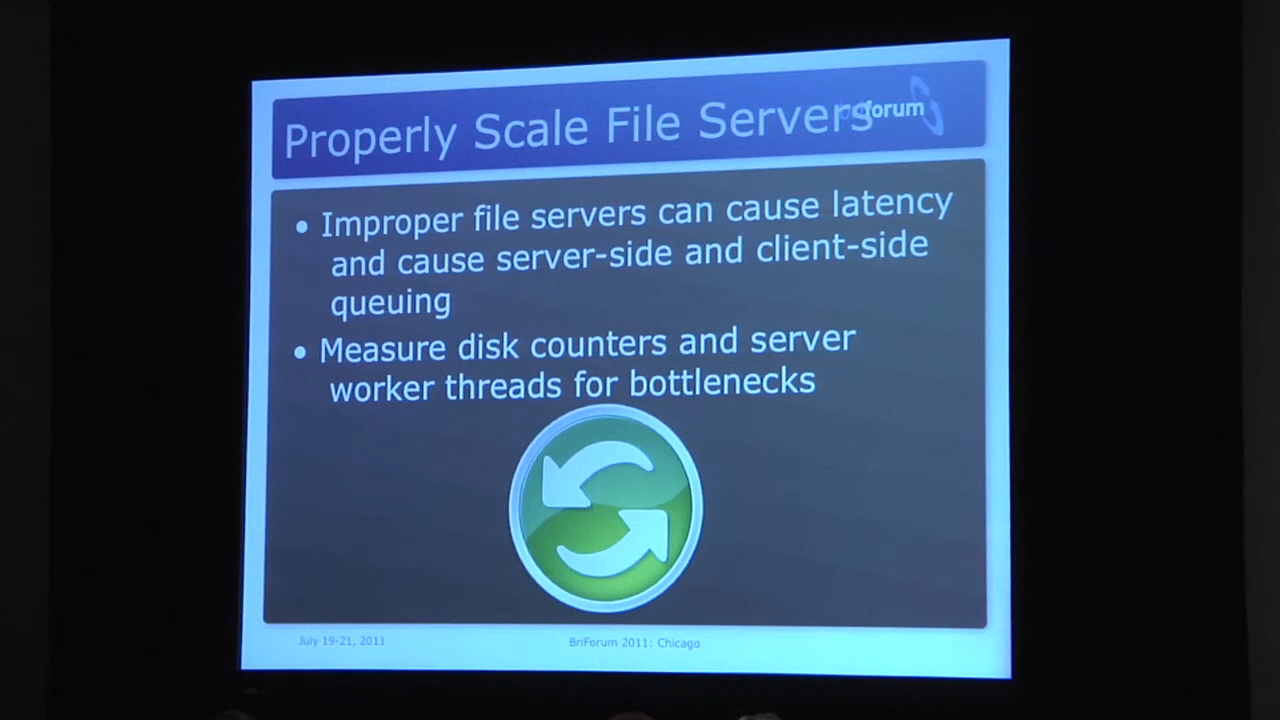 Properly Scale File Servers
briforum
• Improper file servers can cause latency
and cause server-side and client-side
queuing
• Measure disk counters and server
worker threads for bottlenecks
July 19-21, 2011
BriForum 2011: Chicago